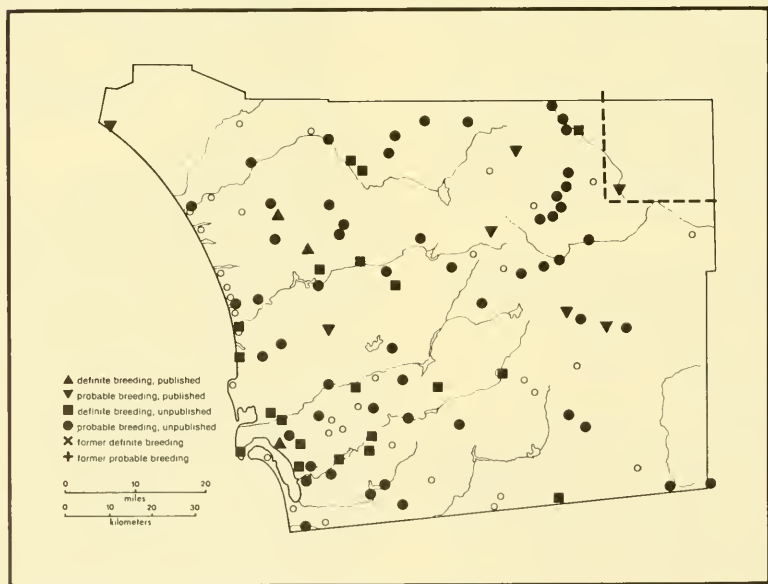 definite breeding, published
probable breeding, published
definite breeding, unpublished
probable breeding, unpublished
former definite breeding
former probable breeding
0 10 20
miles
0 10 20 30
kilometers